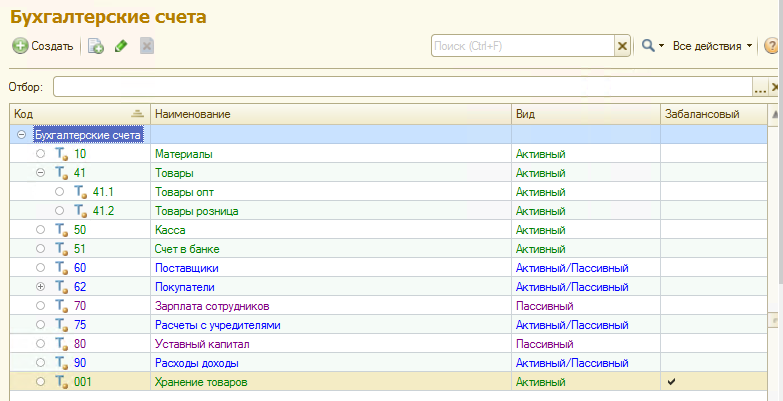 Бухгалтерские счета
Создать Поиск (Ctrl+F) Все действия
Отбор:
Код Наименование Вид Забалансовый
Бухгалтерские счета
10 Материалы Активный
41 Товары Активный
41.1 Товары опт Активный
41.2 Товары розница Активный
50 Касса Активный
51 Счет в банке Активный
60 Поставщики Активный/Пассивный
62 Покупатели Активный/Пассивный
70 Зарплата сотрудников Пассивный
75 Расчеты с учредителями Активный/Пассивный
80 Уставный капитал Пассивный
90 Расходы доходы Активный/Пассивный
001 Хранение товаров Активный